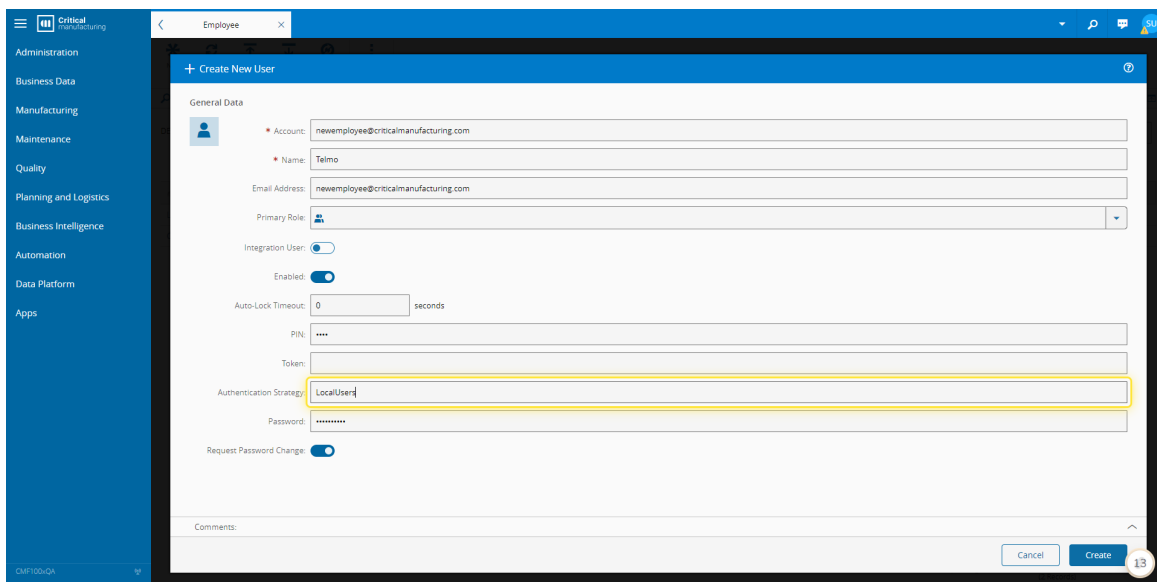 Critical
manufacturing
Employee
SU
Administration
Business Data
Manufacturing
Maintenance
Quality
Planning and Logistics
Business Intelligence
Automation
Data Platform
Apps
CMF100xQA
+ Create New User
General Data
* Account: newemployee@criticalmanufacturing.com
* Name: Telmo
Email Address: newemployee@criticalmanufacturing.com
Primary Role:
Integration User:
Enabled:
Auto-Lock Timeout: 0 seconds
PIN: ••••
Token:
Authentication Strategy: LocalUsers
Password: ••••••••••
Request Password Change:
Comments:
Cancel Create
13